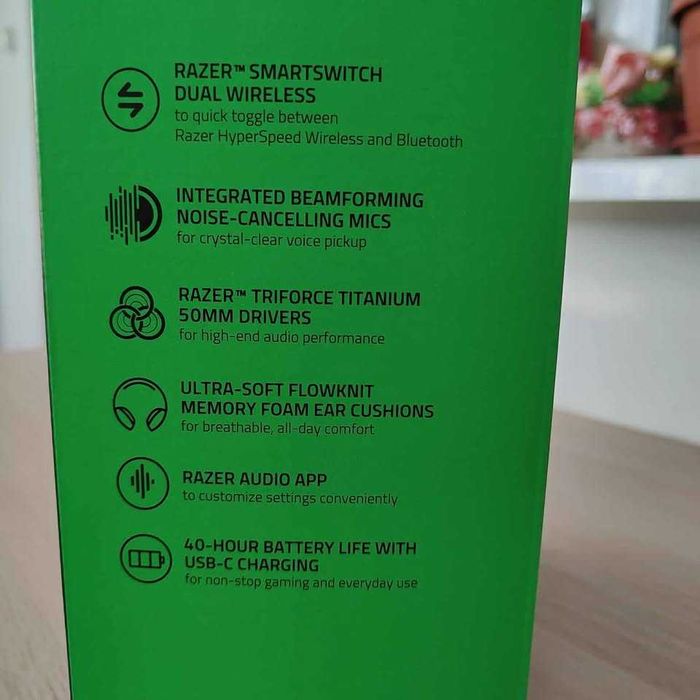 RAZER™ SMARTSWITCH
DUAL WIRELESS
to quick toggle between
Razer HyperSpeed Wireless and Bluetooth
INTEGRATED BEAMFORMING
NOISE-CANCELLING MICS
for crystal-clear voice pickup
RAZER™ TRIFORCE TITANIUM
50MM DRIVERS
for high-end audio performance
ULTRA-SOFT FLOWKNIT
MEMORY FOAM EAR CUSHIONS
for breathable, all-day comfort
RAZER AUDIO APP
to customize settings conveniently
40-HOUR BATTERY LIFE WITH
USB-C CHARGING
for non-stop gaming and everyday use